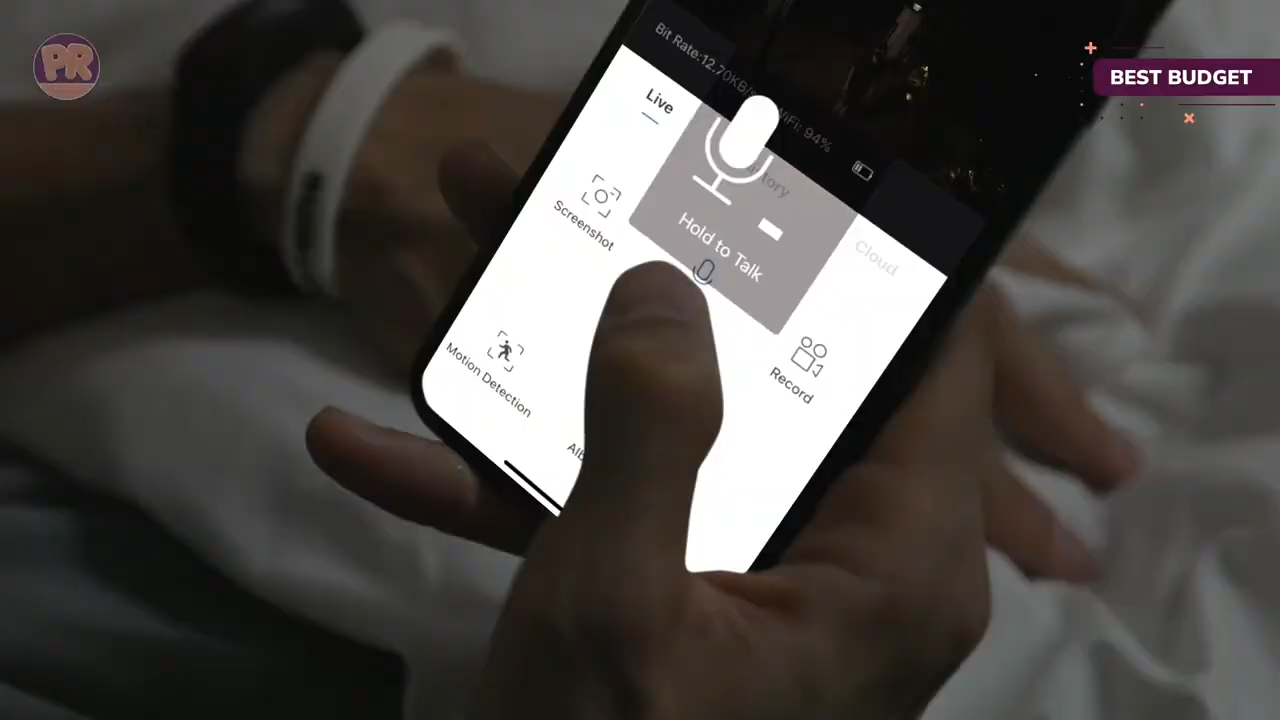 PR
BEST BUDGET
Bit Rate:12.70KB/s WiFi: 94%
Live
Cloud
Screenshot
Hold to Talk
Motion Detection
Record